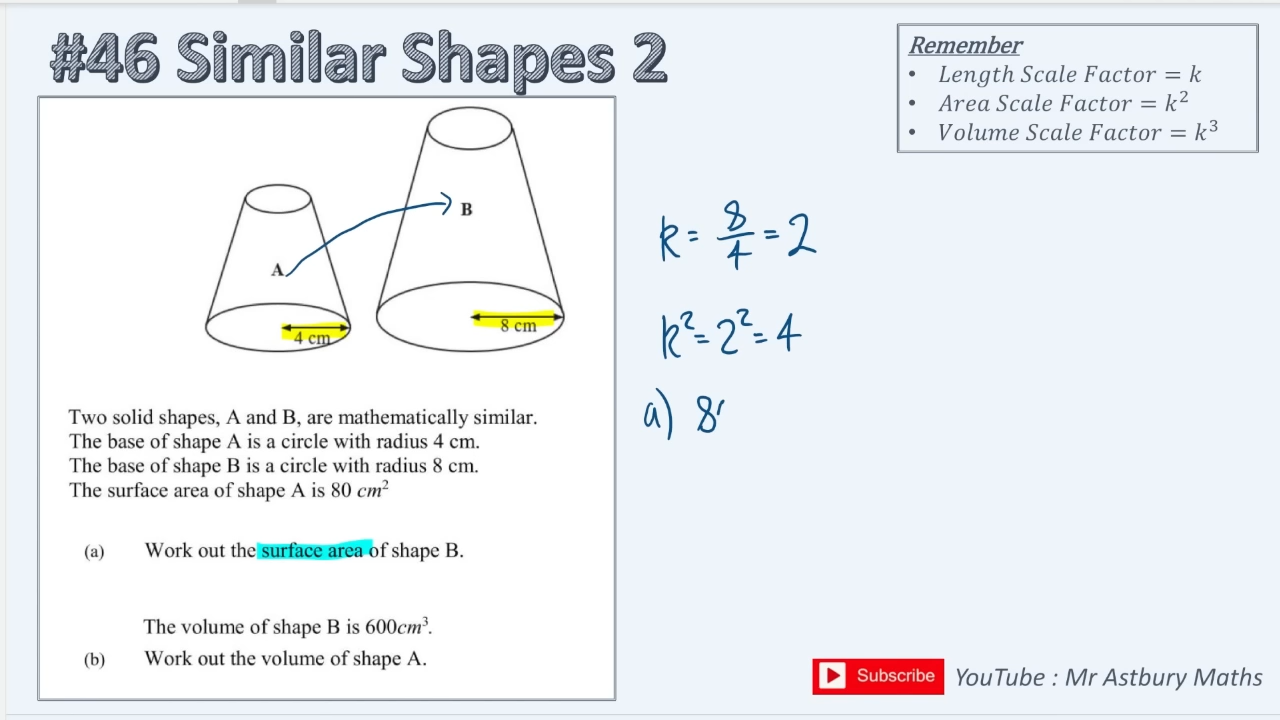 #46 Similar Shapes 2
Remember
• Length Scale Factor = k
• Area Scale Factor = k²
• Volume Scale Factor = k³
A
B
4 cm
8 cm
k = 8/4 = 2
k² = 2² = 4
a) 8
Two solid shapes, A and B, are mathematically similar.
The base of shape A is a circle with radius 4 cm.
The base of shape B is a circle with radius 8 cm.
The surface area of shape A is 80 cm²
(a) Work out the surface area of shape B.
The volume of shape B is 600cm³.
(b) Work out the volume of shape A.
Subscribe
YouTube : Mr Astbury Maths